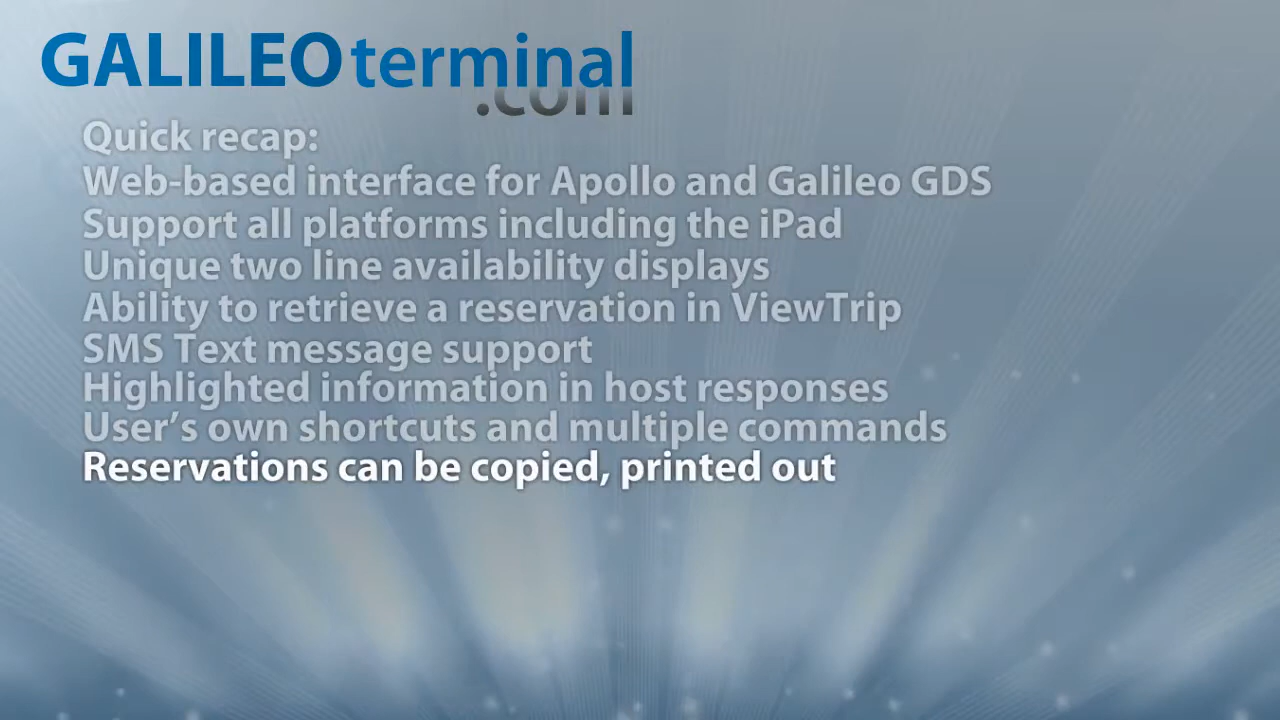 GALILEO terminal
.com
Quick recap:
Web-based interface for Apollo and Galileo GDS
Support all platforms including the iPad
Unique two line availability displays
Ability to retrieve a reservation in ViewTrip
SMS Text message support
Highlighted information in host responses
User’s own shortcuts and multiple commands
Reservations can be copied, printed out